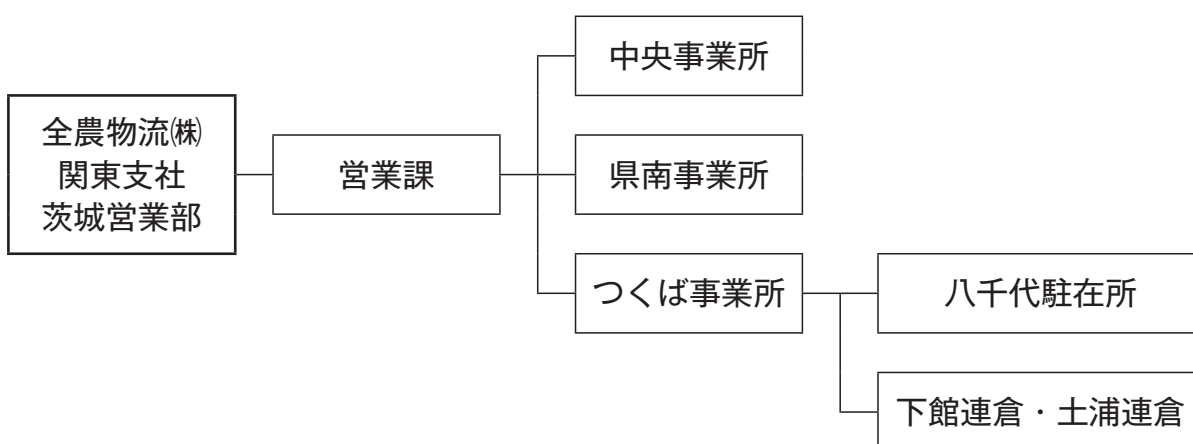 全農物流㈱
関東支社
茨城営業部
営業課
中央事業所
県南事業所
つくば事業所
八千代駐在所
下館連倉・土浦連倉